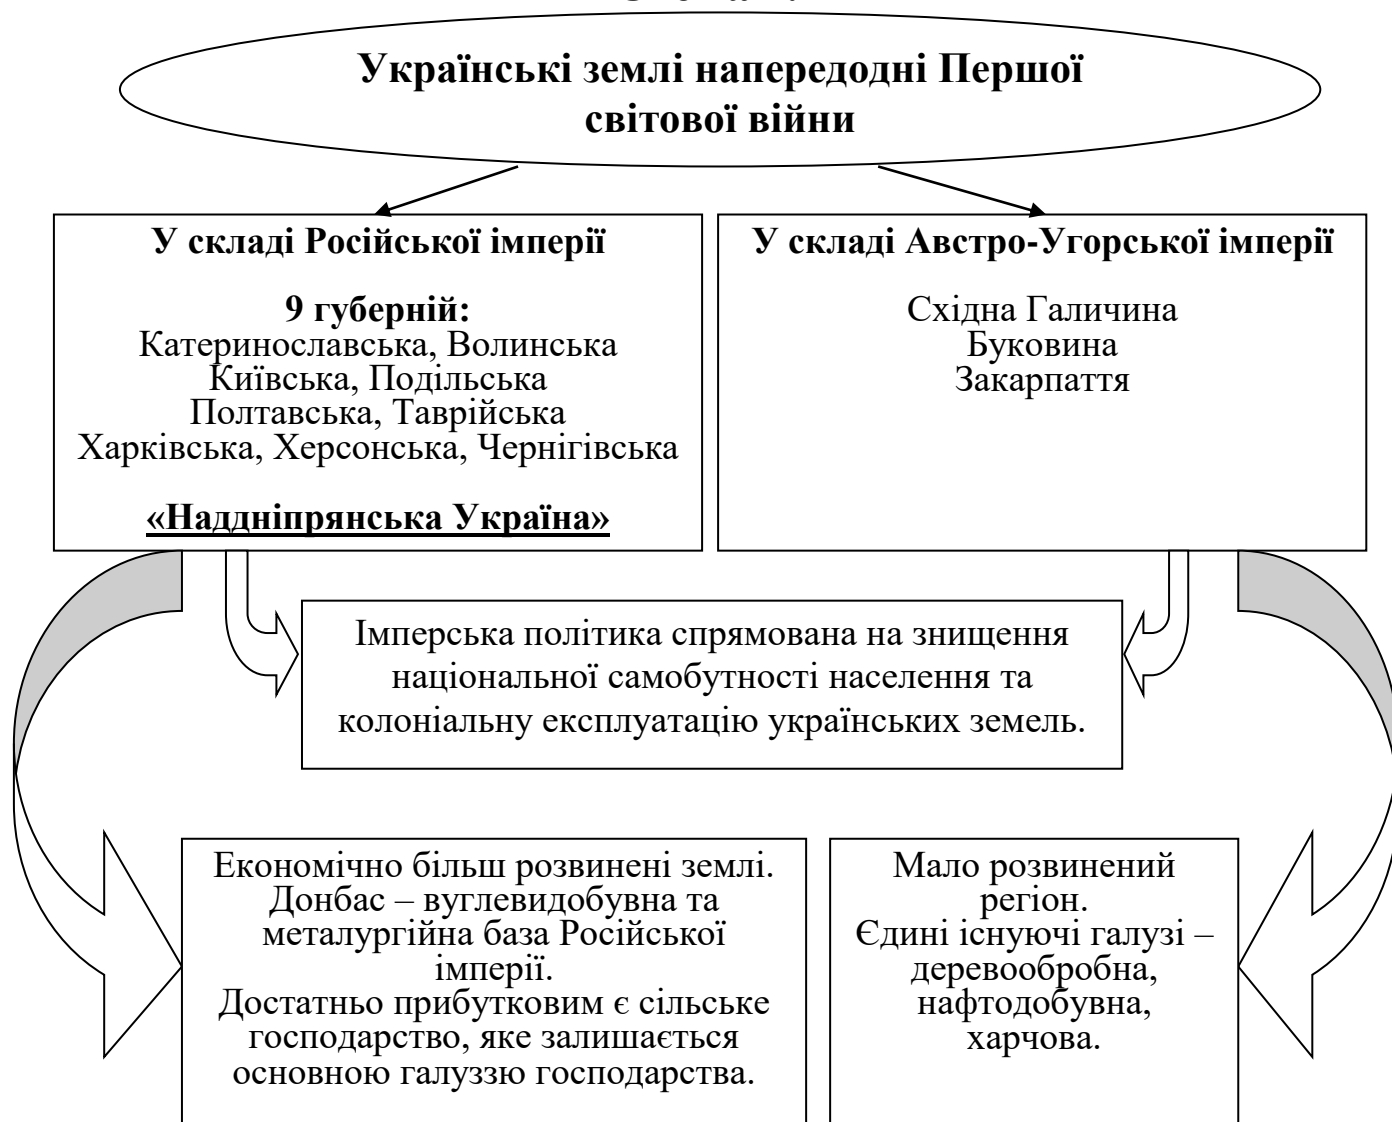 Українські землі напередодні Першої
світової війни
У складі Російської імперії
9 губерній:
Катеринославська, Волинська
Київська, Подільська
Полтавська, Таврійська
Харківська, Херсонська, Чернігівська
«Наддніпрянська Україна»
У складі Австро-Угорської імперії
Східна Галичина
Буковина
Закарпаття
Імперська політика спрямована на знищення
національної самобутності населення та
колоніальну експлуатацію українських земель.
Економічно більш розвинені землі.
Донбас – вуглевидобувна та
металургійна база Російської
імперії.
Достатньо прибутковим є сільське
господарство, яке залишається
основною галуззю господарства.
Мало розвинений
регіон.
Єдині існуючі галузі –
деревообробна,
нафтодобувна,
харчова.